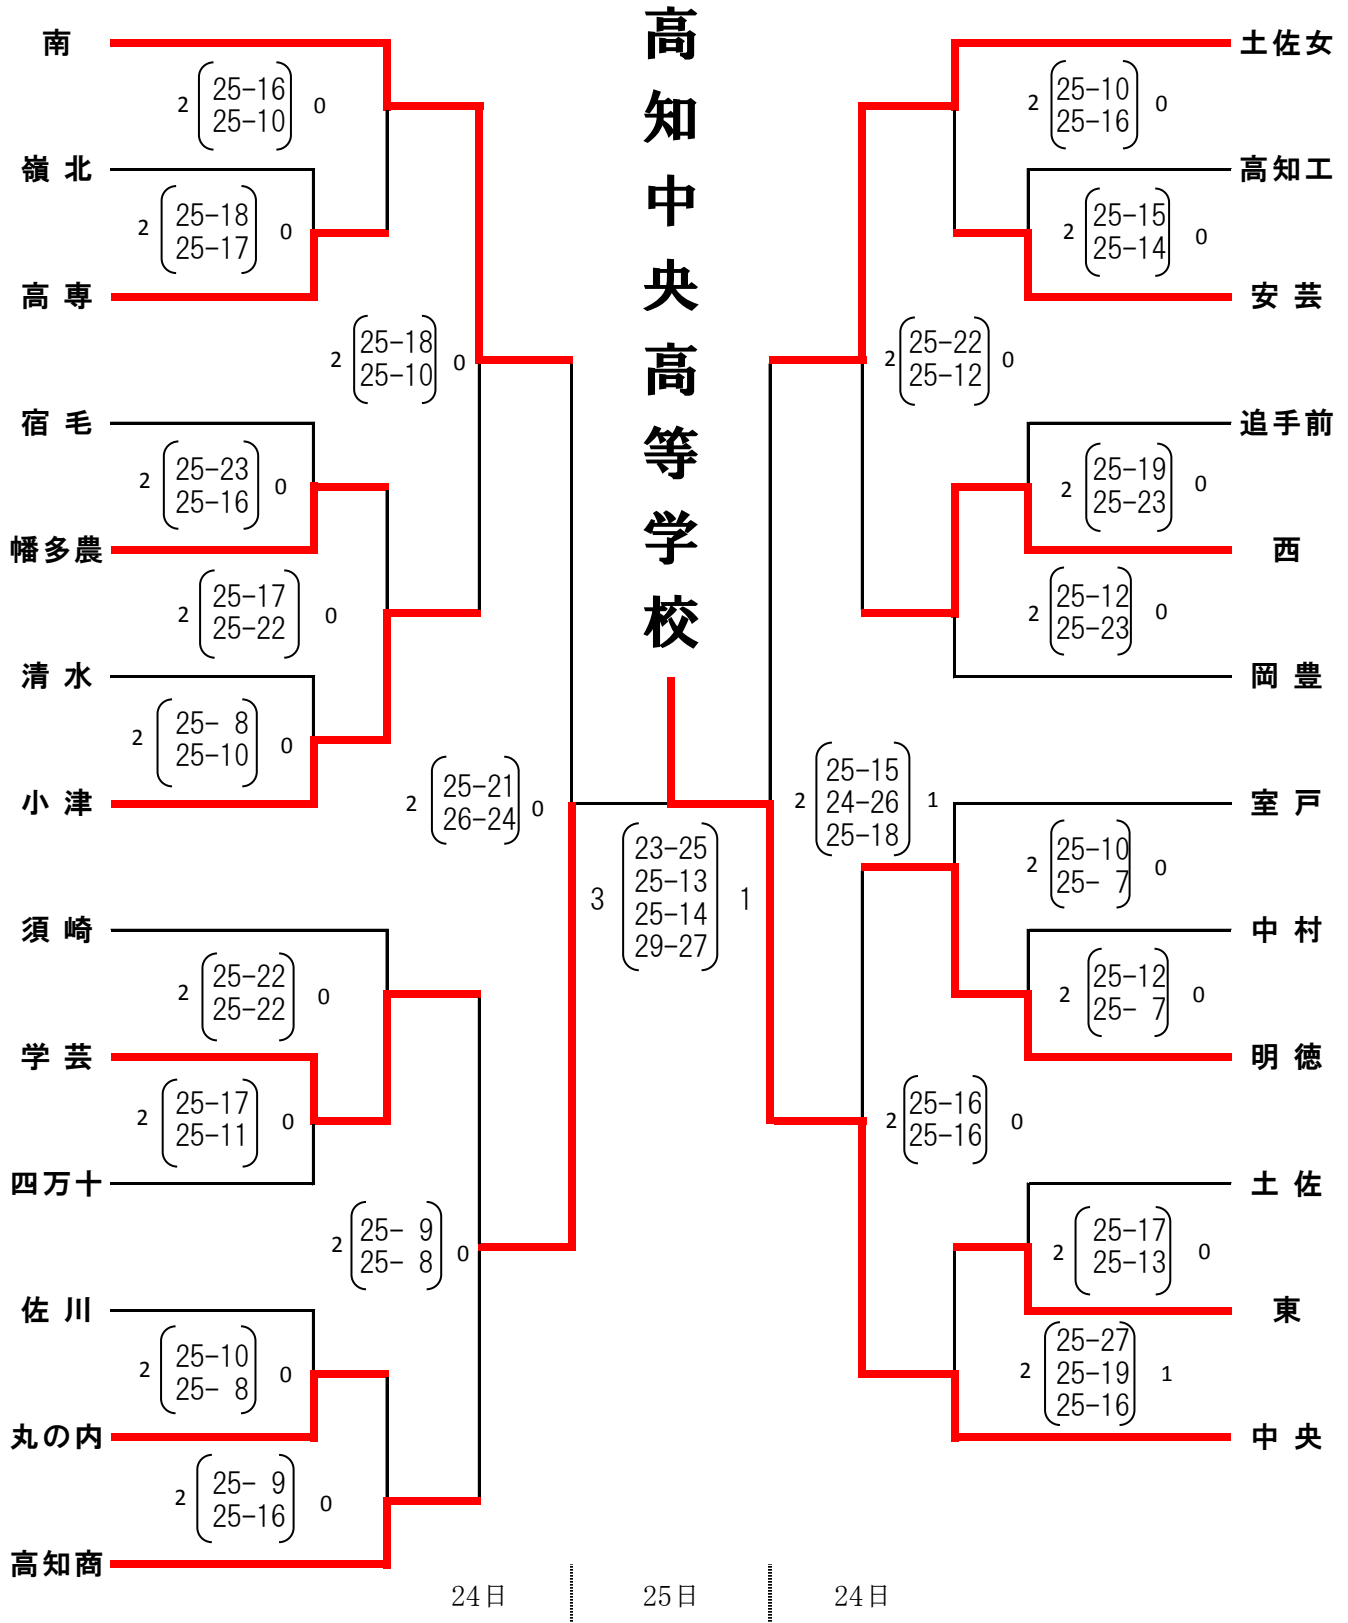 高知中央高等学校
南
2 25-16 0
25-10
嶺北
2 25-18 0
25-17
高専
2 25-18 0
25-10
宿毛
2 25-23 0
25-16
幡多農
2 25-17 0
25-22
清水
2 25- 8 0
25-10
小津
2 25-21 0
26-24
須崎
2 25-22 0
25-22
学芸
2 25-17 0
25-11
四万十
2 25- 9 0
25- 8
佐川
2 25-10 0
25- 8
丸の内
2 25- 9 0
25-16
高知商
3 23-25 1
25-13
25-14
29-27
土佐女
2 25-10 0
25-16
高知工
2 25-15 0
25-14
安芸
2 25-22 0
25-12
追手前
2 25-19 0
25-23
西
2 25-12 0
25-23
岡豊
2 25-15 1
24-26
25-18
室戸
2 25-10 0
25- 7
中村
2 25-12 0
25- 7
明徳
2 25-16 0
25-16
土佐
2 25-17 0
25-13
東
2 25-27 1
25-19
25-16
中央
24日 25日 24日